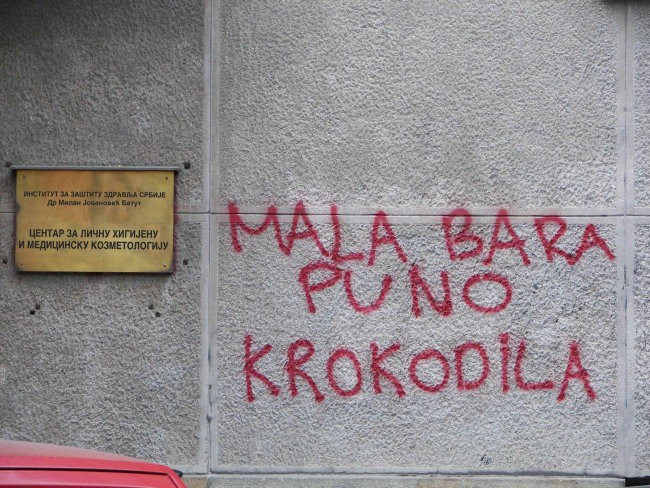 ИНСТИТУТ ЗА ЗАШТИТУ ЗДРАВЉА СРБИЈЕ
Др Милан Јовановић Батут
ЦЕНТАР ЗА ЛИЧНУ ХИГИЈЕНУ
И МЕДИЦИНСКУ КОЗМЕТОЛОГИЈУ
MALA BARA
PUNO
KROKODILA